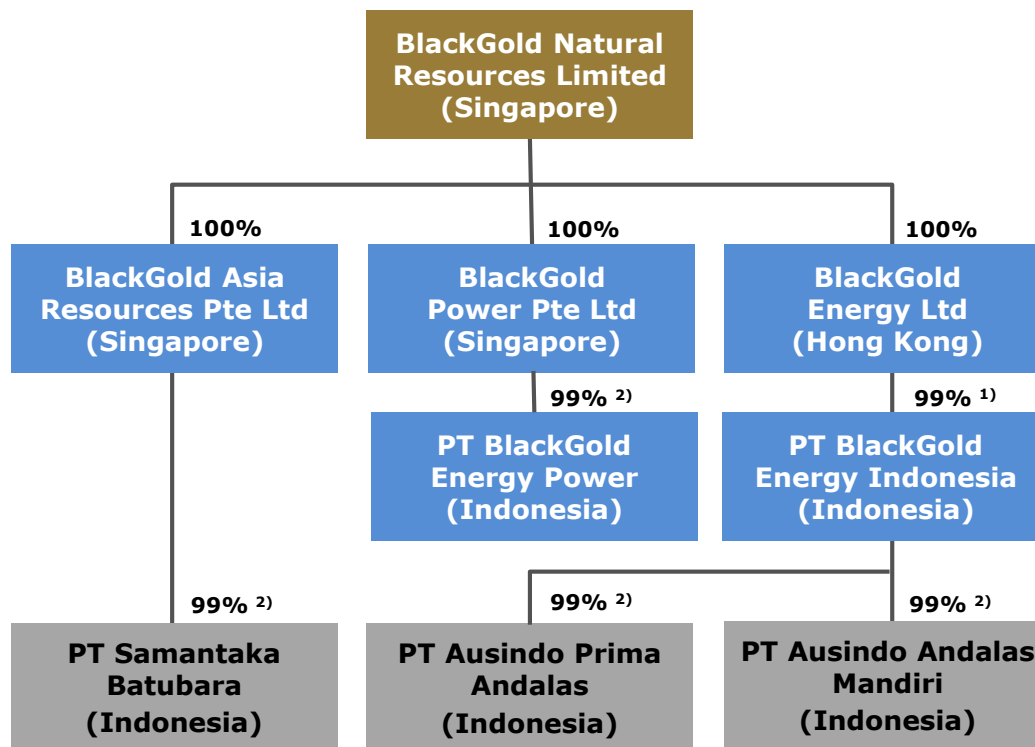 BlackGold Natural
Resources Limited
(Singapore)
100%
100%
100%
BlackGold Asia
Resources Pte Ltd
(Singapore)
BlackGold
Power Pte Ltd
(Singapore)
BlackGold
Energy Ltd
(Hong Kong)
99% 2)
99% 1)
PT BlackGold
Energy Power
(Indonesia)
PT BlackGold
Energy Indonesia
(Indonesia)
99% 2)
99% 2)
99% 2)
PT Samantaka
Batubara
(Indonesia)
PT Ausindo Prima
Andalas
(Indonesia)
PT Ausindo Andalas
Mandiri
(Indonesia)